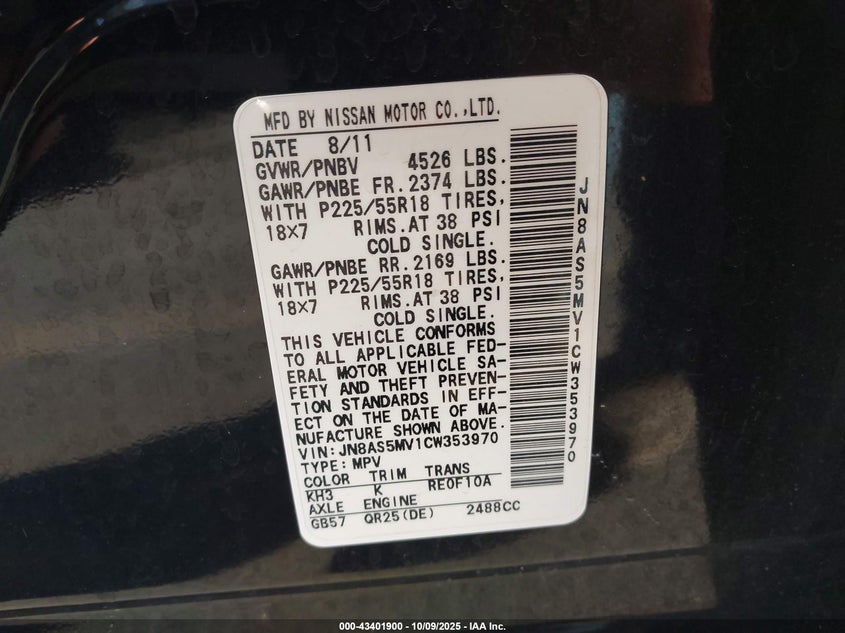 MFD BY NISSAN MOTOR CO.,LTD.
DATE 8/11
GVWR/PNBV 4526 LBS.
GAWR/PNBE FR. 2374 LBS.
WITH P225/55R18 TIRES,
18X7 RIMS.AT 38 PSI
COLD SINGLE.
GAWR/PNBE RR. 2169 LBS.
WITH P225/55R18 TIRES,
18X7 RIMS.AT 38 PSI
COLD SINGLE.
THIS VEHICLE CONFORMS
TO ALL APPLICABLE FED-
ERAL MOTOR VEHICLE SA-
FETY AND THEFT PREVEN-
TION STANDARDS IN EFF-
ECT ON THE DATE OF MA-
NUFACTURE SHOWN ABOVE.
VIN: JN8AS5MV1CW353970
TYPE: MPV
COLOR TRIM TRANS
KH3 K RE0F10A
AXLE ENGINE
GB57 QR25(DE) 2488CC
JN8AS5MV1CW353970
000-43401900 - 10/09/2025 - IAA Inc.